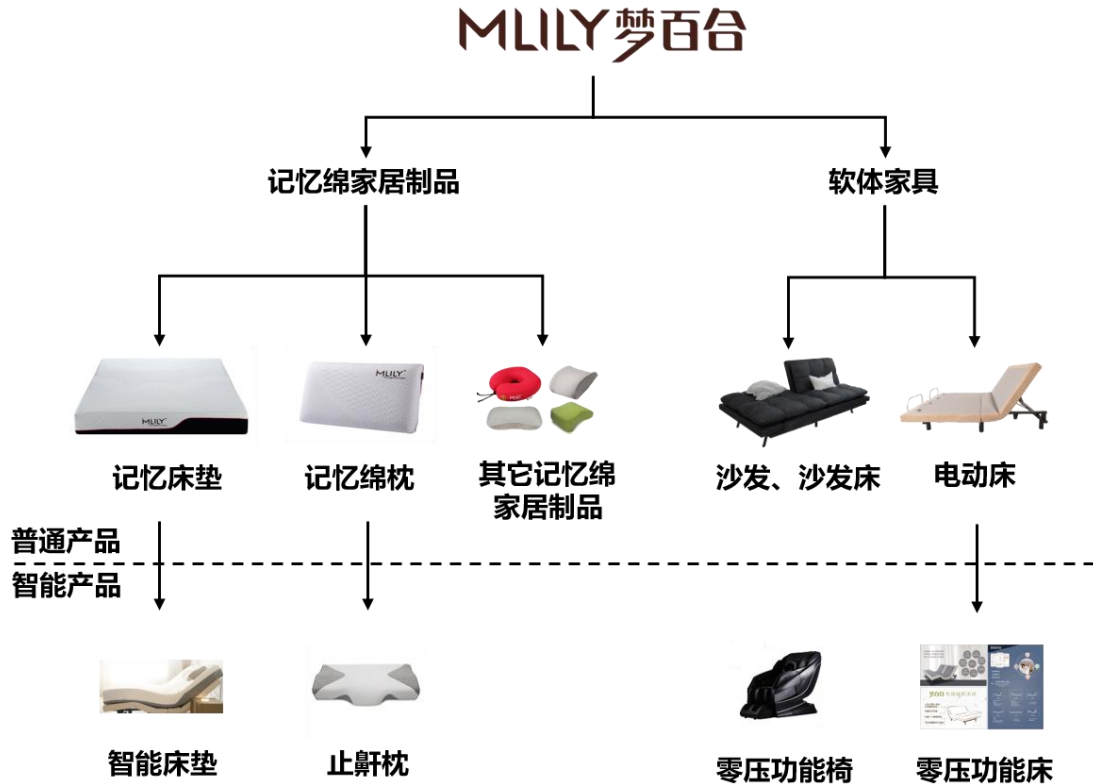 MLILY梦百合
记忆绵家居制品
软体家具
MLILY
MLILY
记忆床垫
记忆绵枕
其它记忆绵
家居制品
沙发、沙发床
电动床
普通产品
智能产品
智能床垫
止鼾枕
零压功能椅
零压功能床